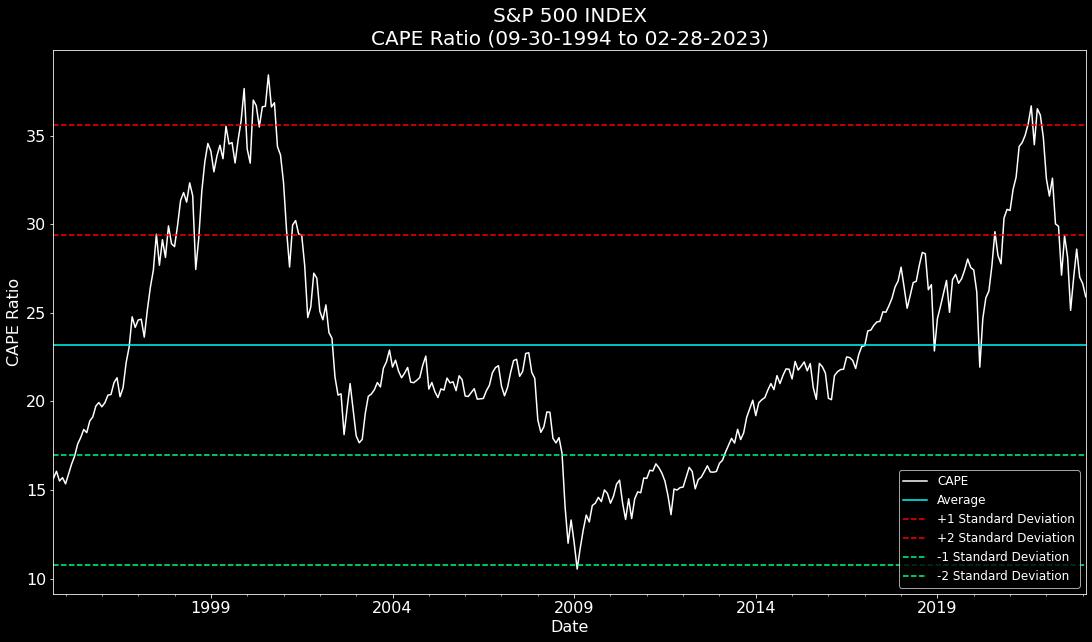 S&P 500 INDEX
CAPE Ratio (09-30-1994 to 02-28-2023)
CAPE Ratio
35
30
25
20
15
10
1999
2004
2009
2014
2019
Date
CAPE
Average
+1 Standard Deviation
+2 Standard Deviation
-1 Standard Deviation
-2 Standard Deviation